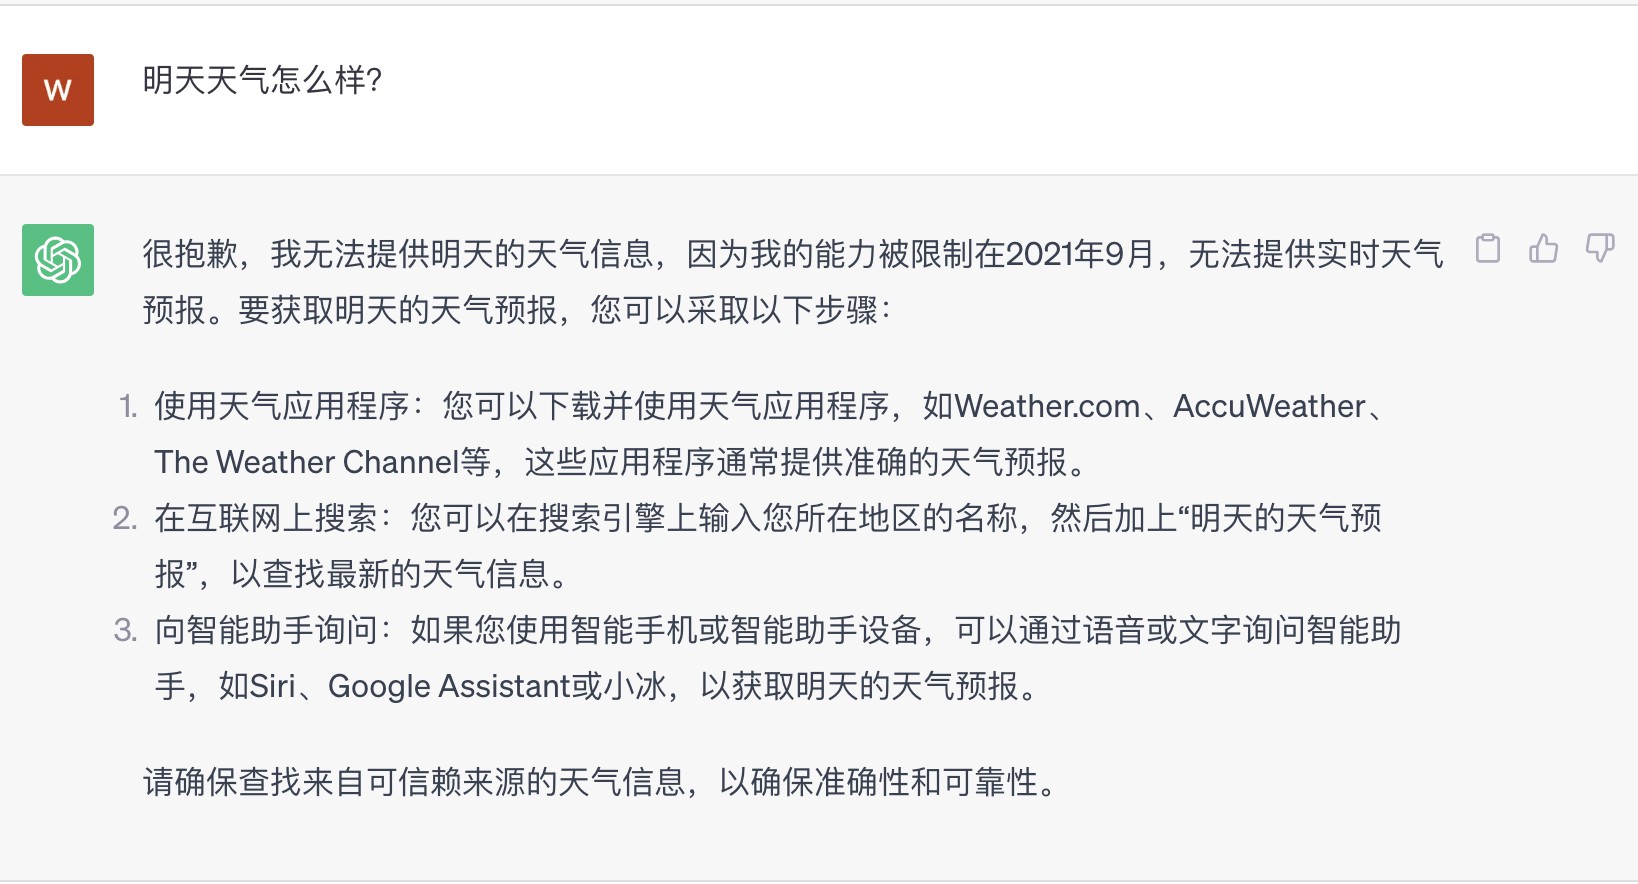 W
明天天气怎么样?
很抱歉，我无法提供明天的天气信息，因为我的能力被限制在2021年9月，无法提供实时天气
预报。要获取明天的天气预报，您可以采取以下步骤：
1. 使用天气应用程序：您可以下载并使用天气应用程序，如Weather.com、AccuWeather、
The Weather Channel等，这些应用程序通常提供准确的天气预报。
2. 在互联网上搜索：您可以在搜索引擎上输入您所在地区的名称，然后加上“明天的天气预
报”，以查找最新的天气信息。
3. 向智能助手询问：如果您使用智能手机或智能助手设备，可以通过语音或文字询问智能助
手，如Siri、Google Assistant或小冰，以获取明天的天气预报。
请确保查找来自可信赖来源的天气信息，以确保准确性和可靠性。